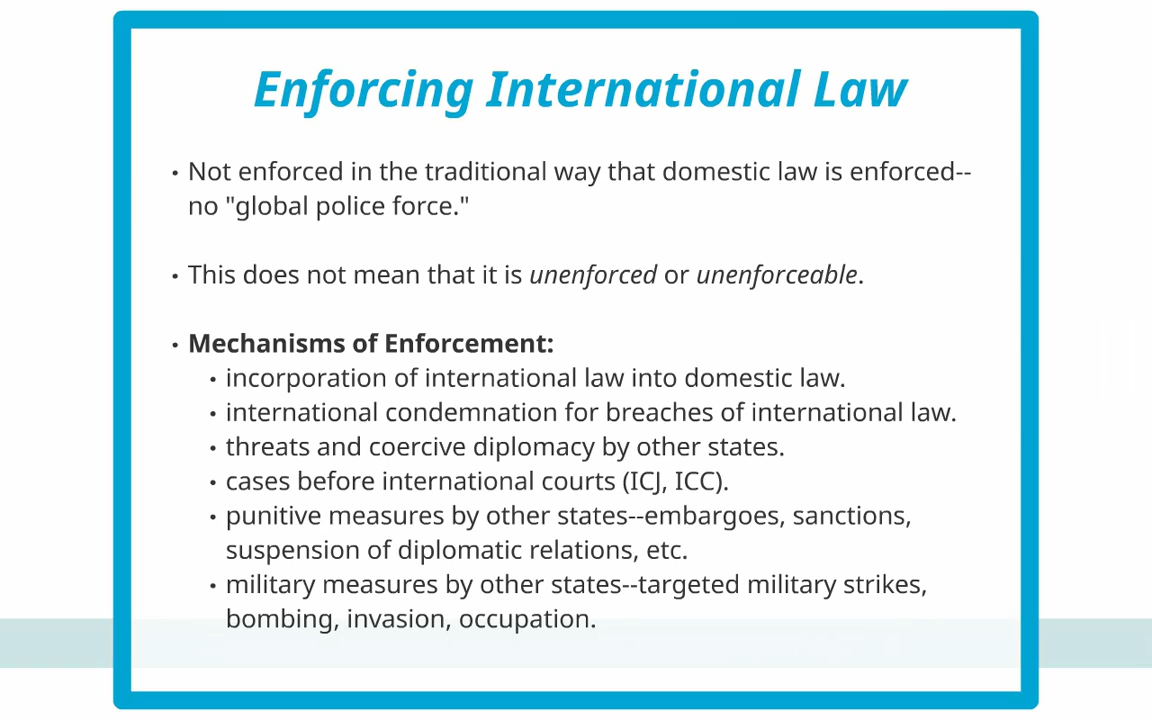 Enforcing International Law
• Not enforced in the traditional way that domestic law is enforced--
no "global police force."
• This does not mean that it is unenforced or unenforceable.
• Mechanisms of Enforcement:
• incorporation of international law into domestic law.
• international condemnation for breaches of international law.
• threats and coercive diplomacy by other states.
• cases before international courts (ICJ, ICC).
• punitive measures by other states--embargoes, sanctions,
suspension of diplomatic relations, etc.
• military measures by other states--targeted military strikes,
bombing, invasion, occupation.